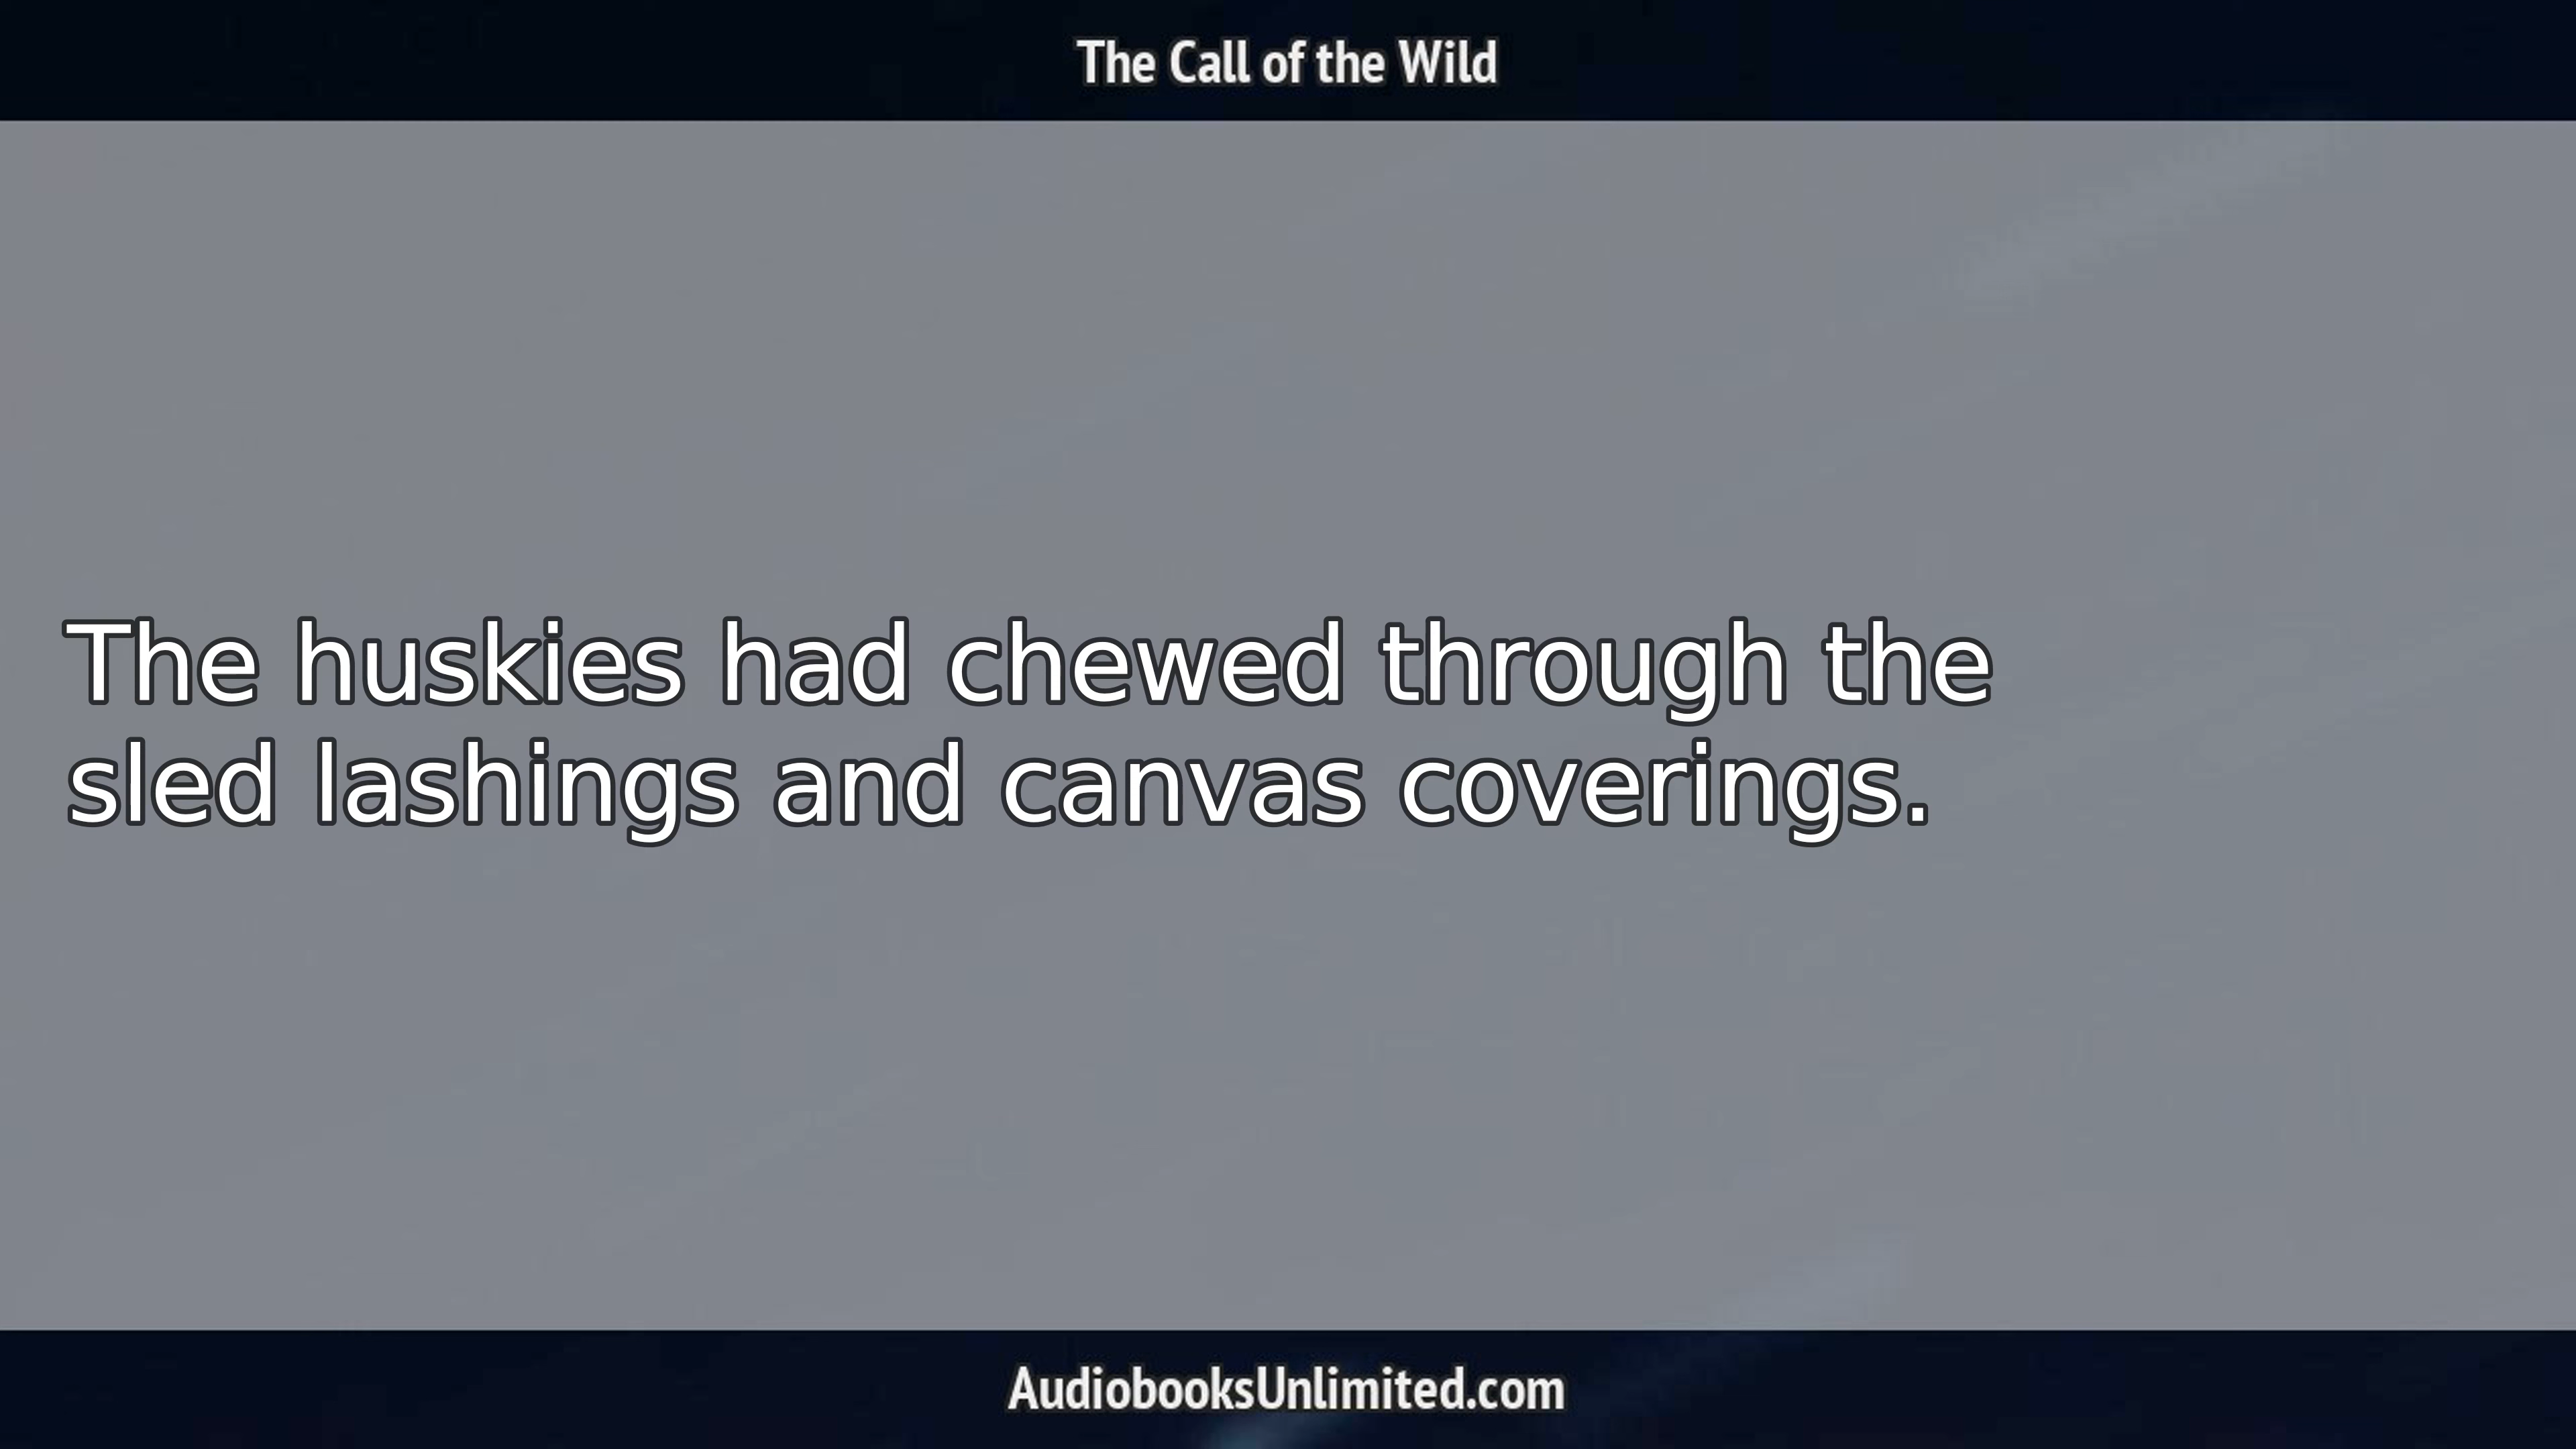 The Call of the Wild
The huskies had chewed through the
sled lashings and canvas coverings.
AudiobooksUnlimited.com